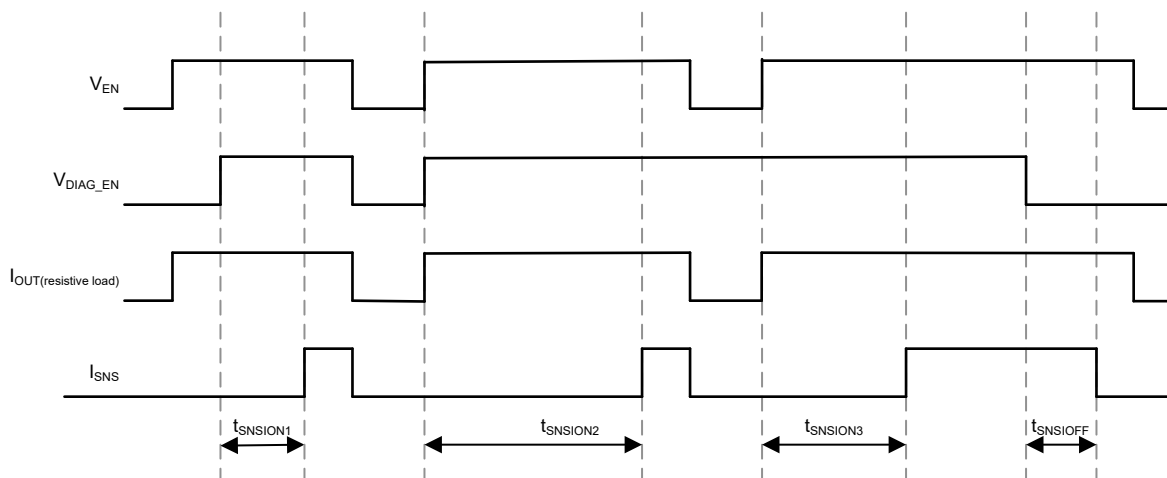 V_EN
V_DIAG_EN
I_OUT(resistive load)
I_SNS
t_SNSION1
t_SNSION2
t_SNSION3
t_SNSIOFF